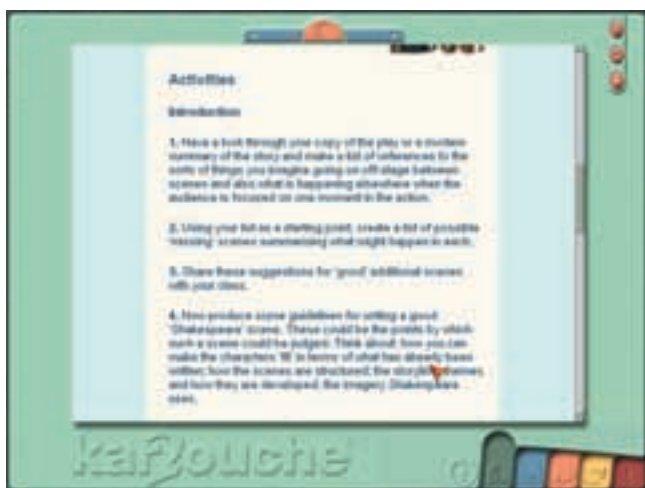 Activities
Introduction
1. Have a look through your copy of the play or a modern
summary of the story and make a list of references to the
sorts of things you imagine going on off-stage between
scenes and also what is happening elsewhere when the
audience is focused on one moment in the action.
2. Using your list as a starting point, create a list of possible
'missing' scenes summarising what might happen in each.
3. Share these suggestions for 'good' additional scenes
with your class.
4. Now produce some guidelines for writing a good
'Shakespeare' scene. These could be the points by which
such a scene could be judged. Think about: how you can
make the characters 'fit' in terms of what has already been
written; how the scenes are structured; the themes
and how they are developed; the imagery Shakespeare
uses.
kar2ouche